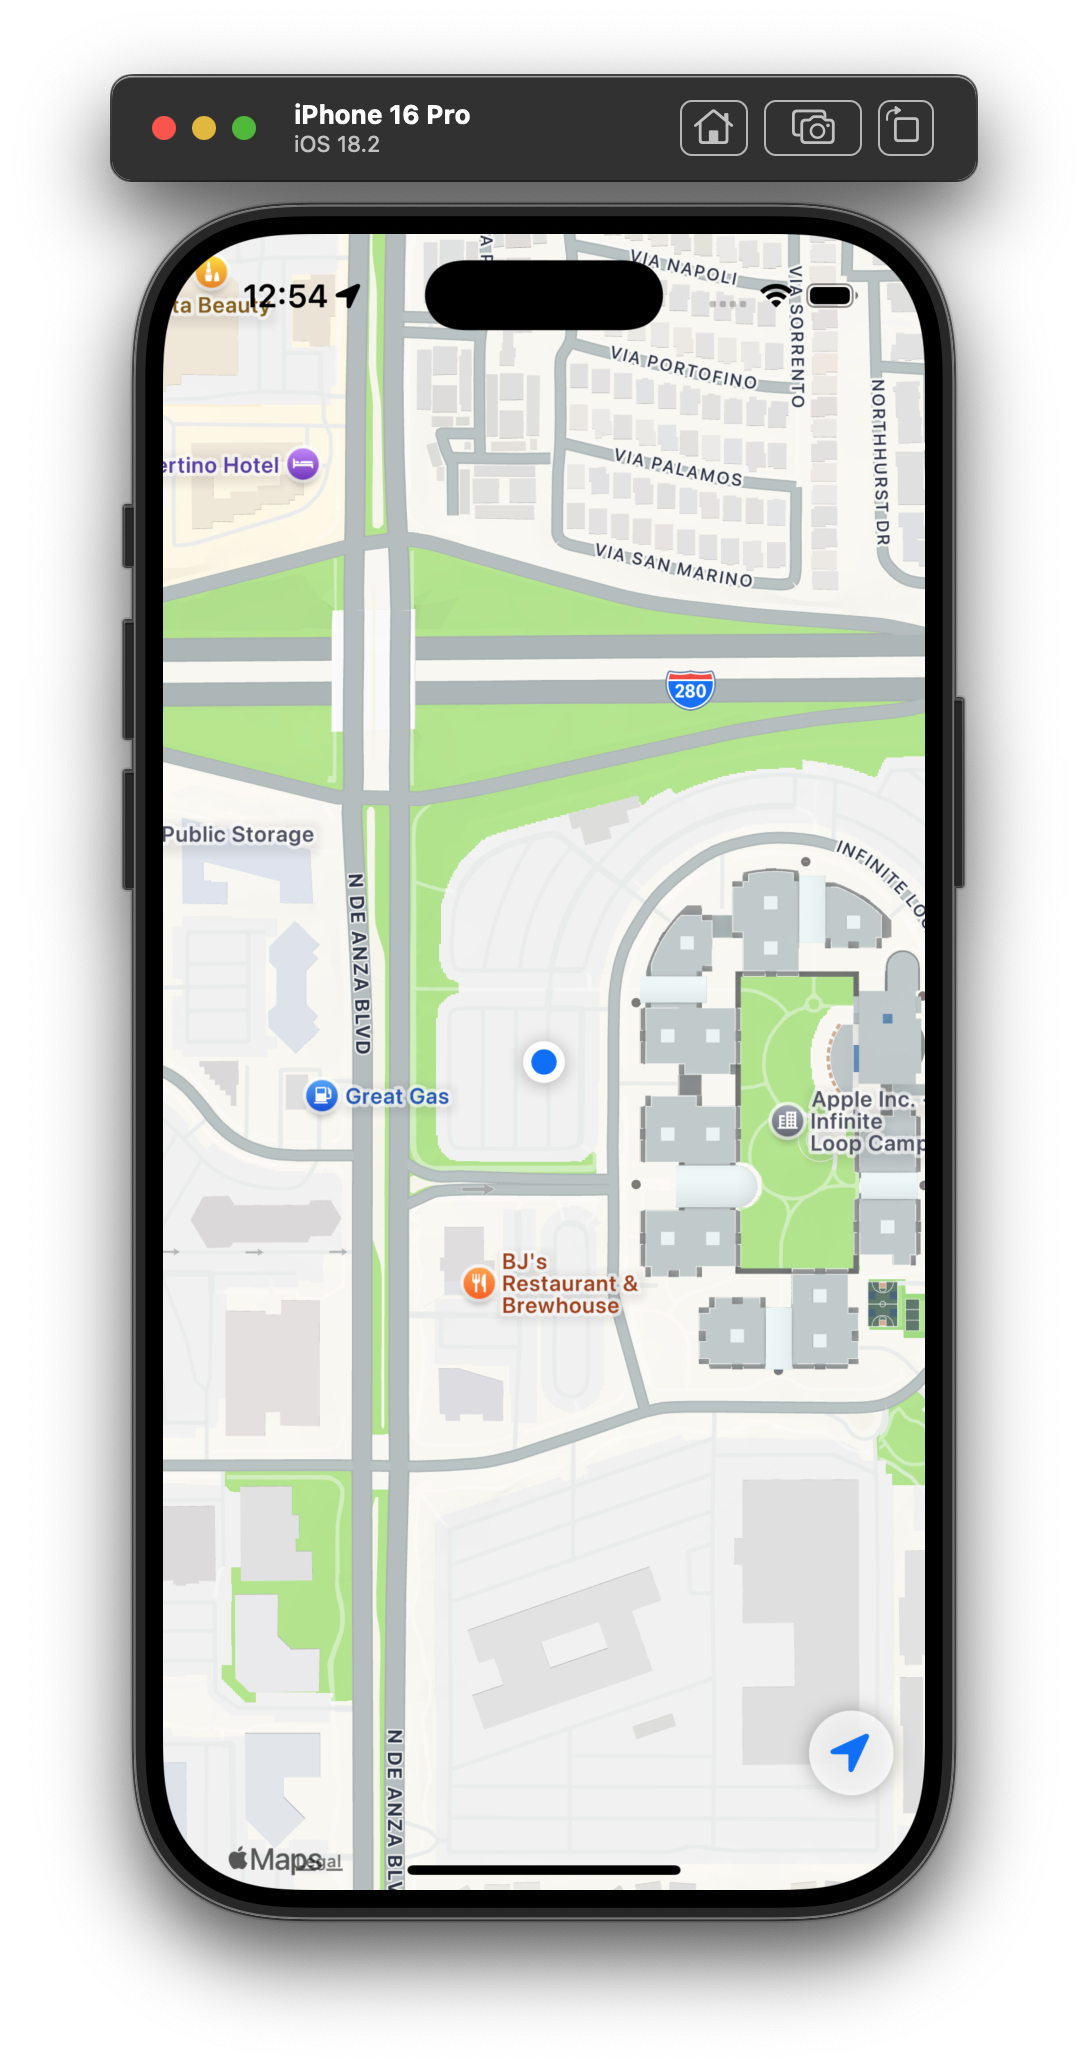 iPhone 16 Pro
iOS 18.2
12:54
ta Beauty
VIA NAPOLI
VIA SORRENTO
VIA PORTOFINO
NORTHHURST DR
ertino Hotel
VIA PALAMOS
VIA SAN MARINO
280
Public Storage
INFINITE LOO
N DE ANZA BLVD
Great Gas
Apple Inc.
Infinite
Loop Camp
BJ's
Restaurant &
Brewhouse
N DE ANZA BLV
Maps
Legal